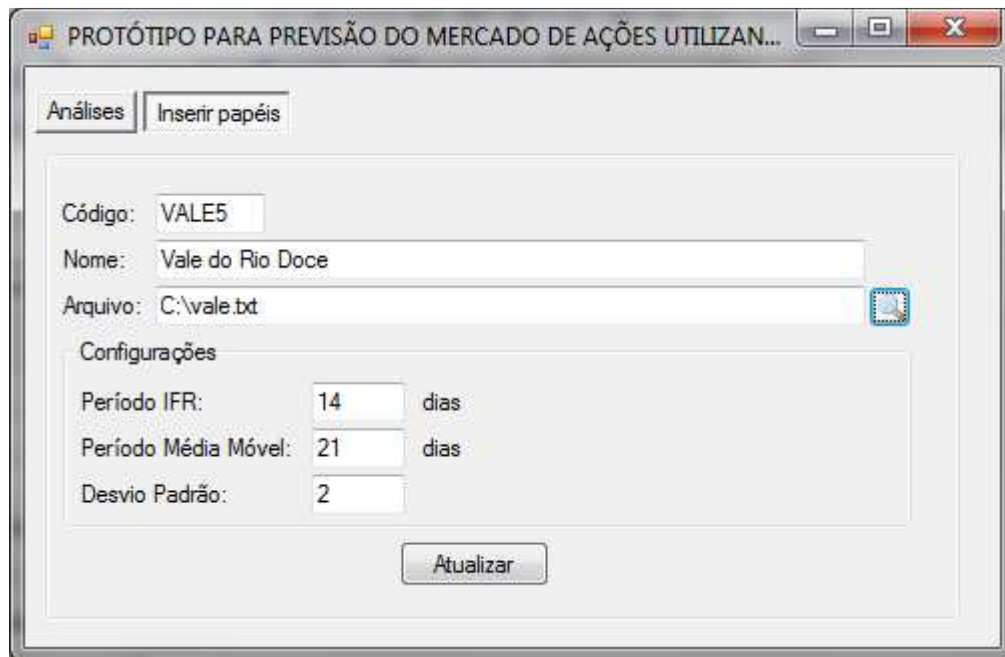 PROTÓTIPO PARA PREVISÃO DO MERCADO DE AÇÕES UTILIZAN...
Análises Inserir papéis
Código: VALE5
Nome: Vale do Rio Doce
Arquivo: C:\vale.txt
Configurações
Período IFR: 14 dias
Período Média Móvel: 21 dias
Desvio Padrão: 2
Atualizar